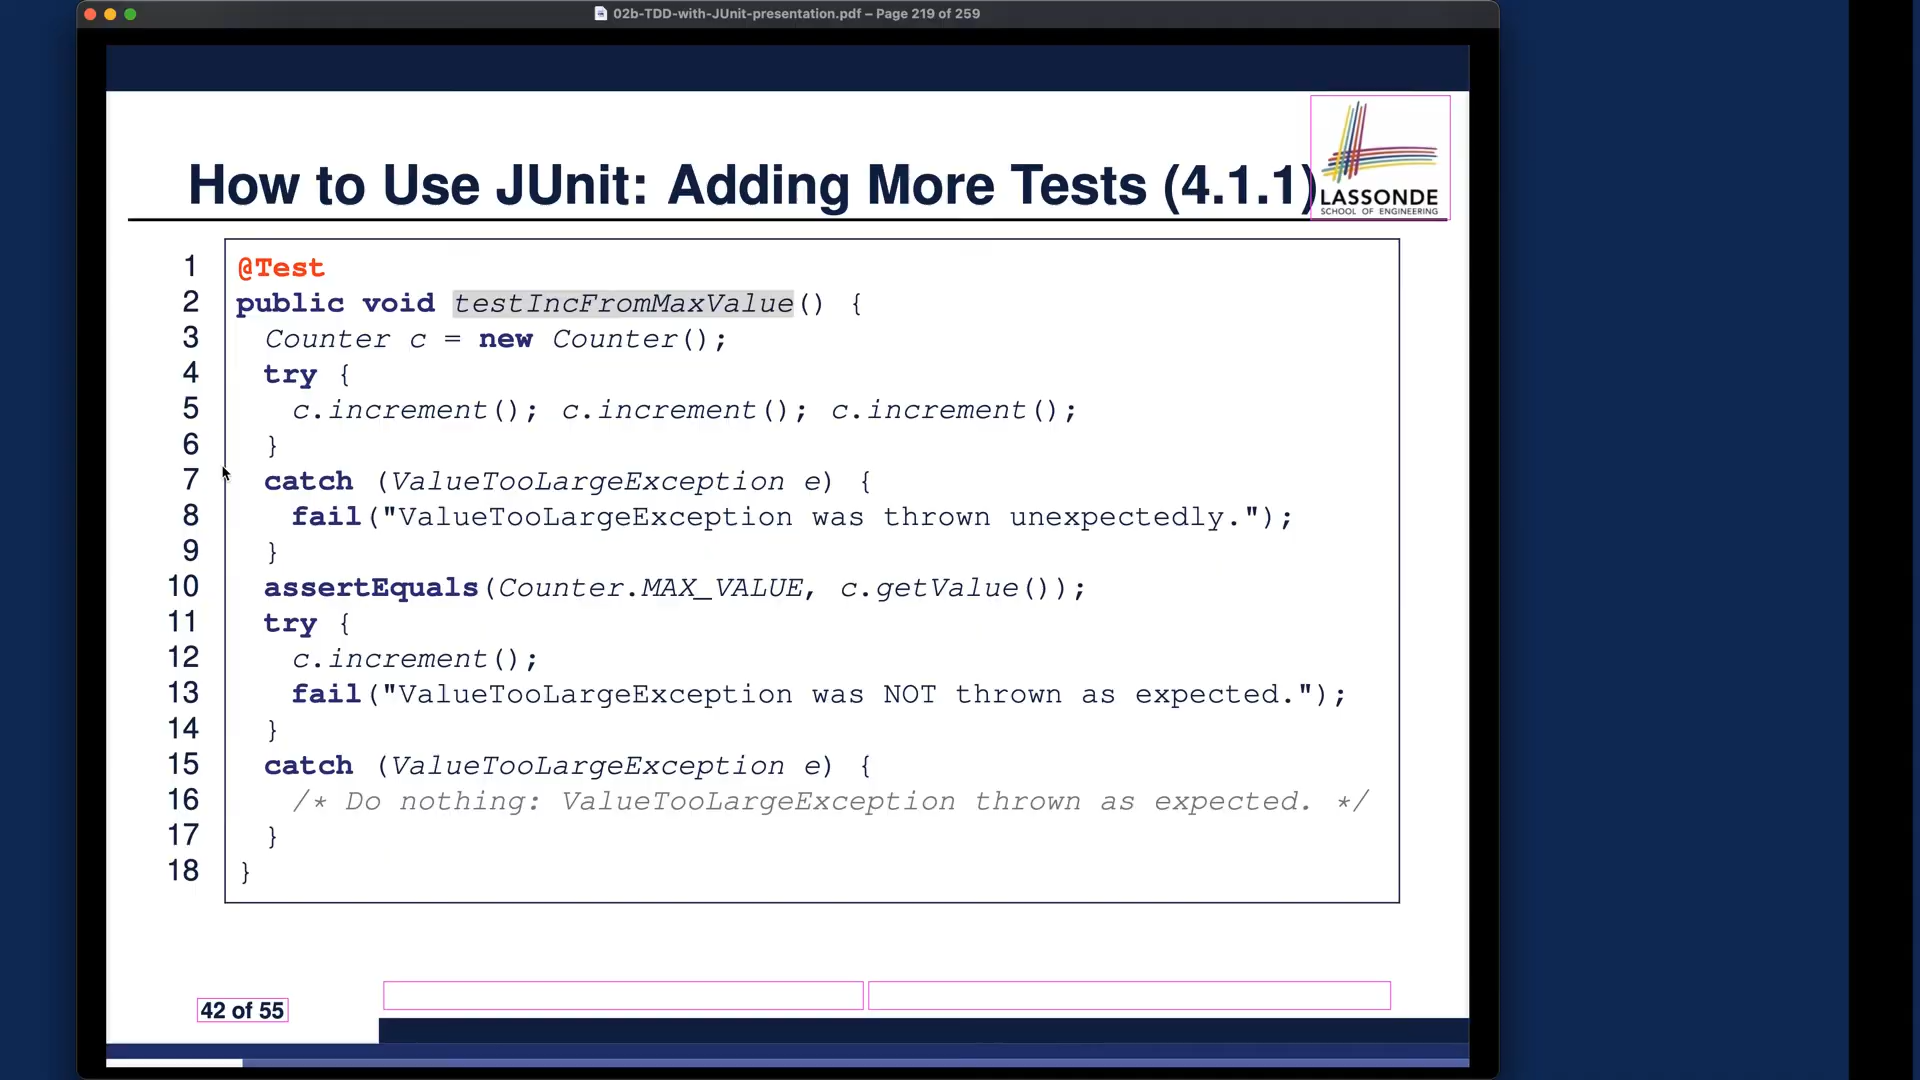 02b-TDD-with-JUnit-presentation.pdf – Page 219 of 259
How to Use JUnit: Adding More Tests (4.1.1)
LASSONDE
SCHOOL OF ENGINEERING
1 @Test
2 public void testIncFromMaxValue() {
3 Counter c = new Counter();
4 try {
5 c.increment(); c.increment(); c.increment();
6 }
7 catch (ValueTooLargeException e) {
8 fail("ValueTooLargeException was thrown unexpectedly.");
9 }
10 assertEquals(Counter.MAX_VALUE, c.getValue());
11 try {
12 c.increment();
13 fail("ValueTooLargeException was NOT thrown as expected.");
14 }
15 catch (ValueTooLargeException e) {
16 /* Do nothing: ValueTooLargeException thrown as expected. */
17 }
18 }
42 of 55